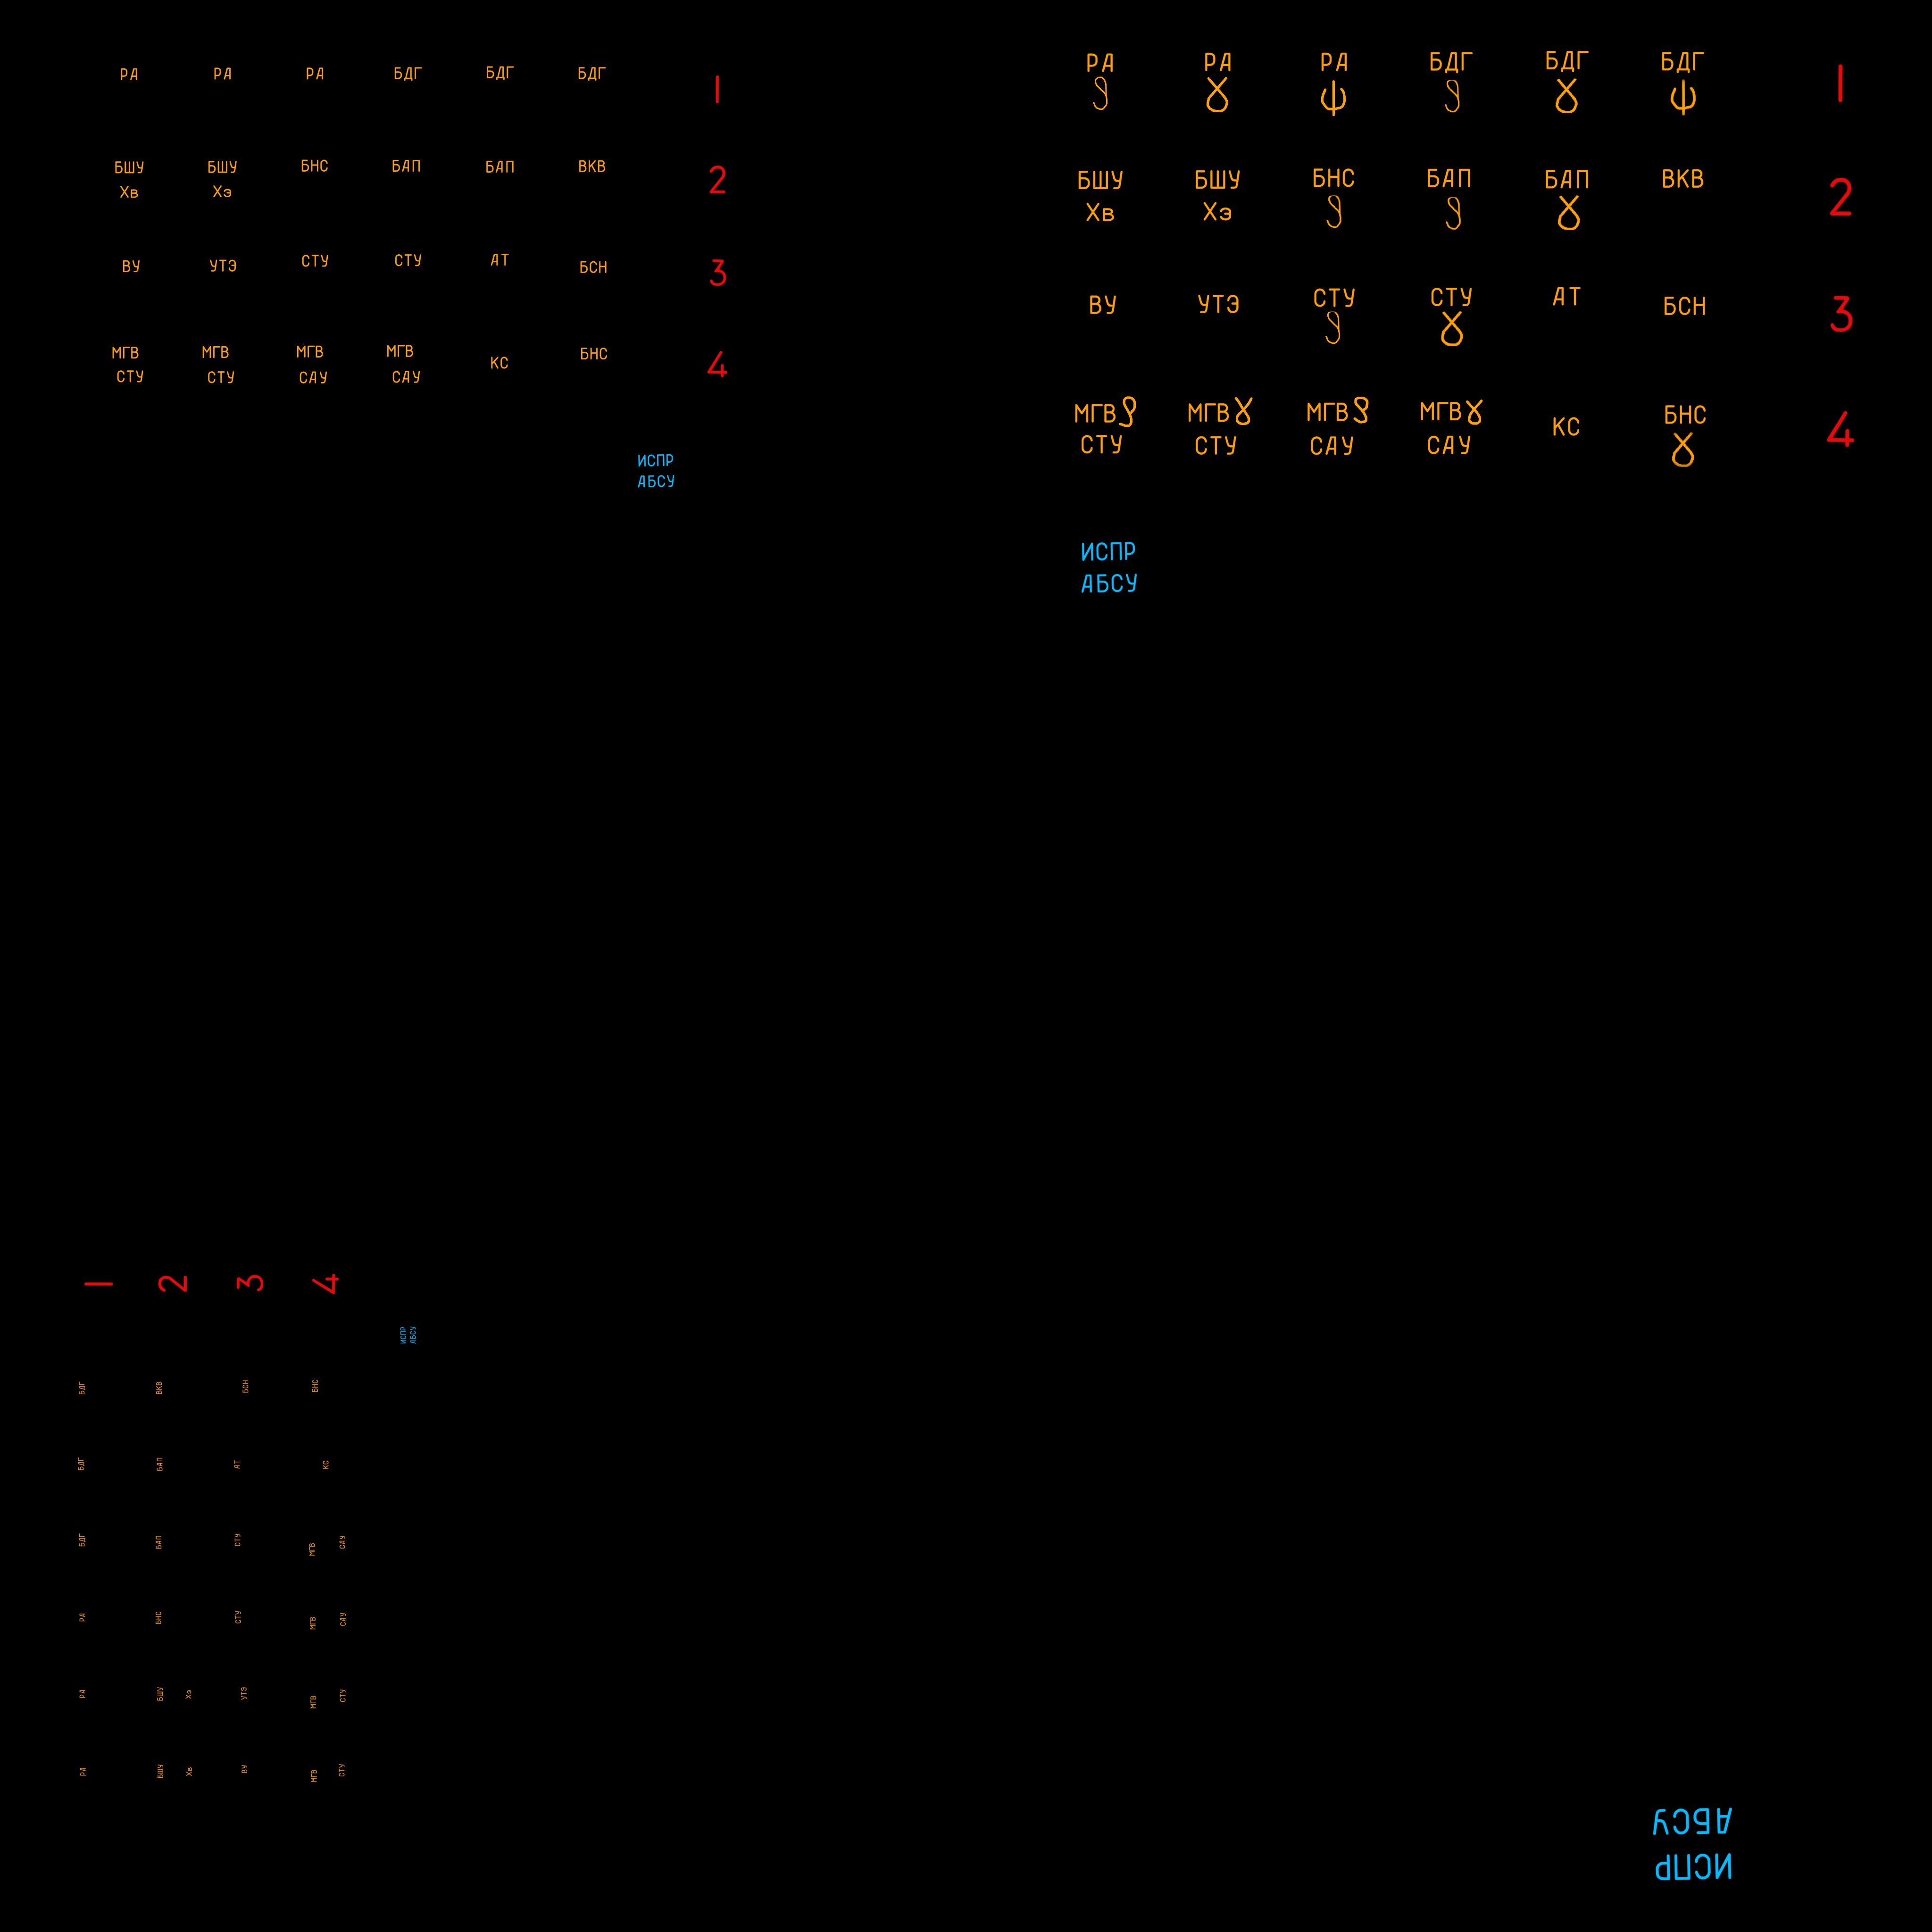 РА РА РА БДГ БДГ БДГ 1
БШУ БШУ БНС БАП БАП ВКВ 2
Хв Хэ
ВУ УТЭ СТУ СТУ АТ БСН 3
МГВ МГВ МГВ МГВ КС БНС 4
СТУ СТУ САУ САУ
ИСПР
АБСУ
РА РА РА БДГ БДГ БДГ 1
БШУ БШУ БНС БАП БАП ВКВ 2
Хв Хэ
ВУ УТЭ СТУ СТУ АТ БСН 3
МГВ МГВ МГВ МГВ КС БНС 4
СТУ СТУ САУ САУ
ИСПР
АБСУ
РА РА РА БДГ БДГ БДГ 1
БШУ БШУ БНС БАП БАП ВКВ 2
Хв Хэ
ВУ УТЭ СТУ СТУ АТ БСН 3
МГВ МГВ МГВ МГВ КС БНС 4
СТУ СТУ САУ САУ
ИСПР
АБСУ
ИСПР
АБСУ